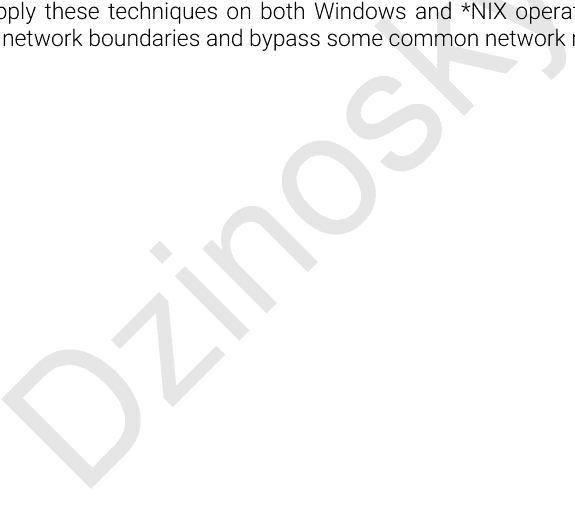 pply these techniques on both Windows and *NIX operat
network boundaries and bypass some common network
Dzinosky